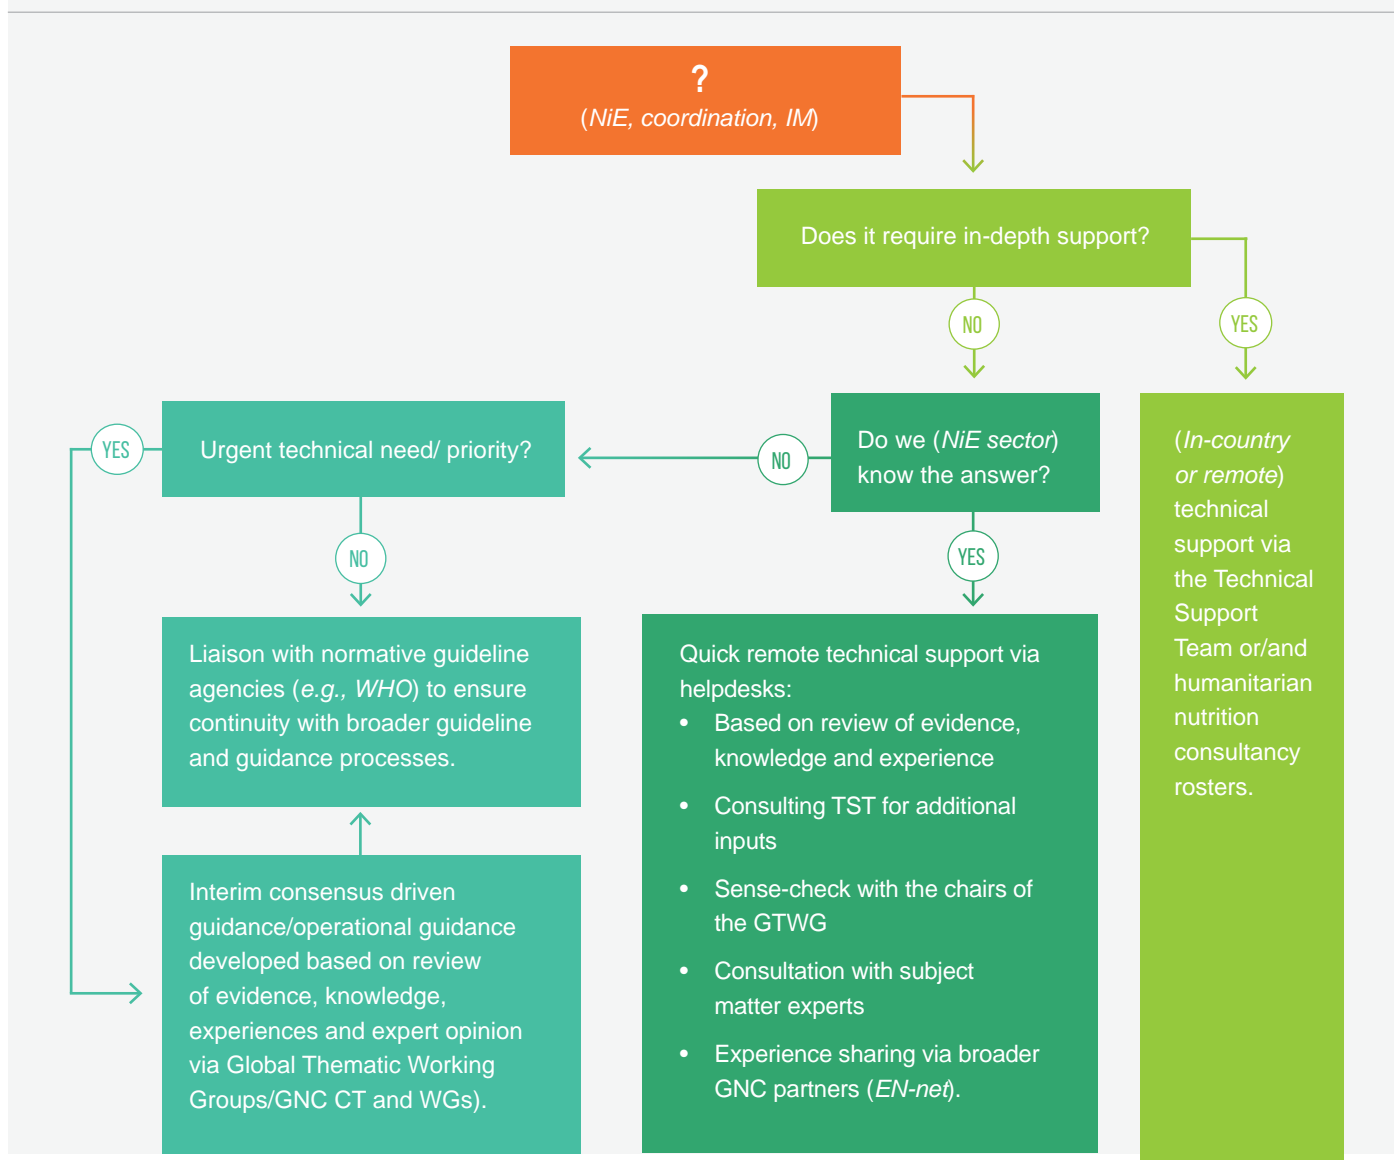 ?
(NiE, coordination, IM)
Does it require in-depth support?
NO
YES
YES
Urgent technical need/ priority?
NO
Do we (NiE sector)
know the answer?
(In-country
or remote)
technical
support via
the Technical
Support
Team or/and
humanitarian
nutrition
consultancy
rosters.
NO
YES
Liaison with normative guideline
agencies (e.g., WHO) to ensure
continuity with broader guideline
and guidance processes.
Quick remote technical support via
helpdesks:
• Based on review of evidence,
knowledge and experience
• Consulting TST for additional
inputs
• Sense-check with the chairs of
the GTWG
• Consultation with subject
matter experts
• Experience sharing via broader
GNC partners (EN-net).
Interim consensus driven
guidance/operational guidance
developed based on review
of evidence, knowledge,
experiences and expert opinion
via Global Thematic Working
Groups/GNC CT and WGs).